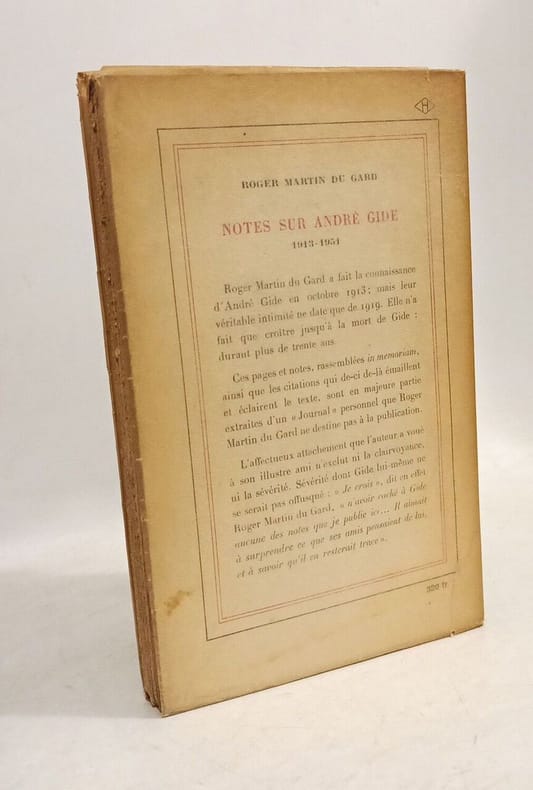 H
ROGER MARTIN DU GARD
NOTES SUR ANDRÉ GIDE
1913-1951
Roger Martin du Gard a fait la connaissance
d'André Gide en octobre 1913 ; mais leur
véritable intimité ne date que de 1919. Elle n'a
fait que croître jusqu'à la mort de Gide :
durant plus de trente ans.
Ces pages et notes, rassemblées in memoriam,
ainsi que les citations qui de-ci de-là émaillent
et éclairent le texte, sont en majeure partie
extraites d'un « Journal » personnel que Roger
Martin du Gard ne destine pas à la publication.
L'affectueux attachement que l'auteur a voué
à son illustre ami n'exclut ni la clairvoyance,
ni la sévérité. Sévérité dont Gide lui-même ne
se serait pas offusqué : « Je crois », dit en effet
Roger Martin du Gard, « n'avoir caché à Gide
aucune des notes que je publie ici... Il aimait
à surprendre ce que ses amis pensaient de lui,
et à savoir qu'il en resterait trace ».
320 fr